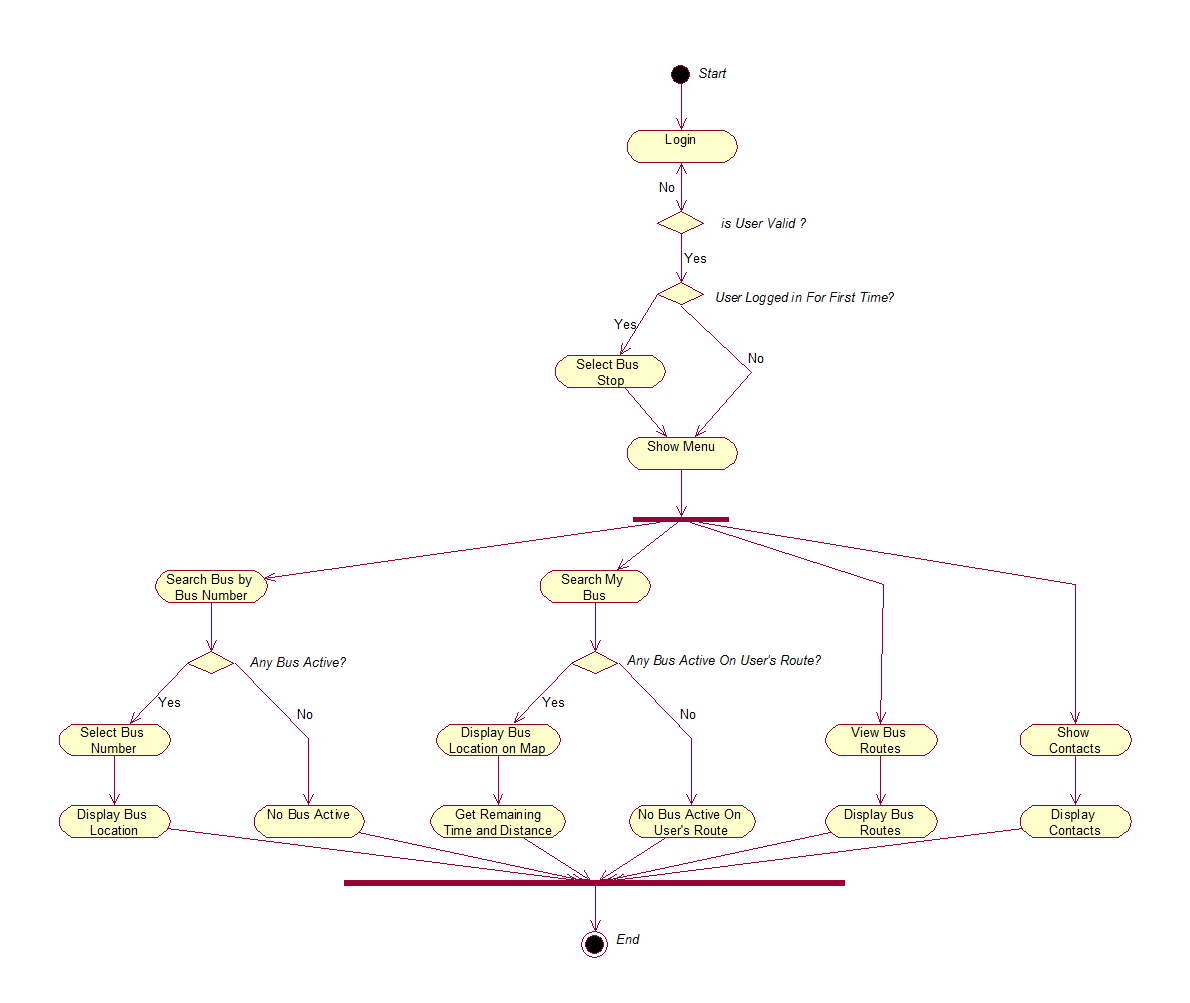 Start
Login
No
is User Valid ?
Yes
User Logged in For First Time?
Yes
No
Select Bus
Stop
Show Menu
Search Bus by
Bus Number
Search My
Bus
Any Bus Active?
Any Bus Active On User's Route?
Yes
No
Yes
No
Select Bus
Number
Display Bus
Location on Map
View Bus
Routes
Show
Contacts
Display Bus
Location
No Bus Active
Get Remaining
Time and Distance
No Bus Active On
User's Route
Display Bus
Routes
Display
Contacts
End